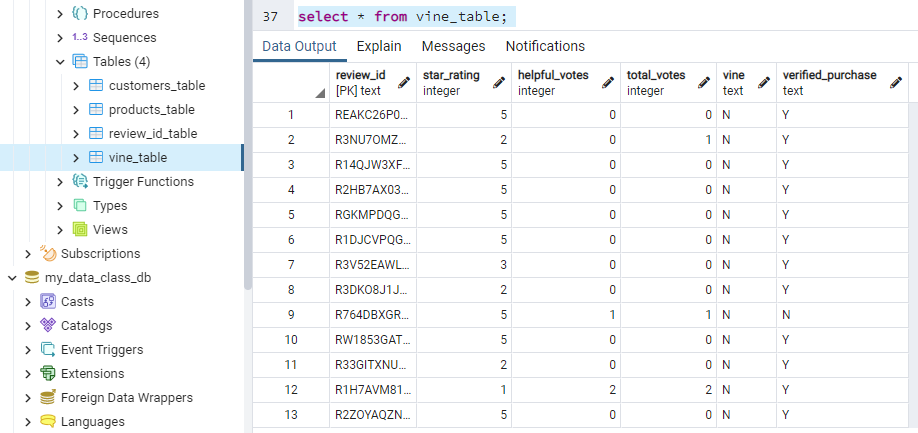 Procedures
1..3 Sequences
Tables (4)
customers_table
products_table
review_id_table
vine_table
Trigger Functions
Types
Views
Subscriptions
my_data_class_db
Casts
Catalogs
Event Triggers
Extensions
Foreign Data Wrappers
Languages
37 select * from vine_table;
Data Output Explain Messages Notifications
review_id star_rating helpful_votes total_votes vine verified_purchase
[PK] text integer integer integer text text
1 REAKC26P0... 5 0 0 N Y
2 R3NU7OMZ... 2 0 1 N Y
3 R14QJW3XF... 5 0 0 N Y
4 R2HB7AX03... 5 0 0 N Y
5 RGKMPDQG... 5 0 0 N Y
6 R1DJCVPQG... 5 0 0 N Y
7 R3V52EAWL... 3 0 0 N Y
8 R3DKO8J1J... 2 0 0 N Y
9 R764DBXGR... 5 1 1 N N
10 RW1853GAT... 5 0 0 N Y
11 R33GITXNU... 2 0 0 N Y
12 R1H7AVM81... 1 2 2 N Y
13 R2ZOYAQZN... 5 0 0 N Y